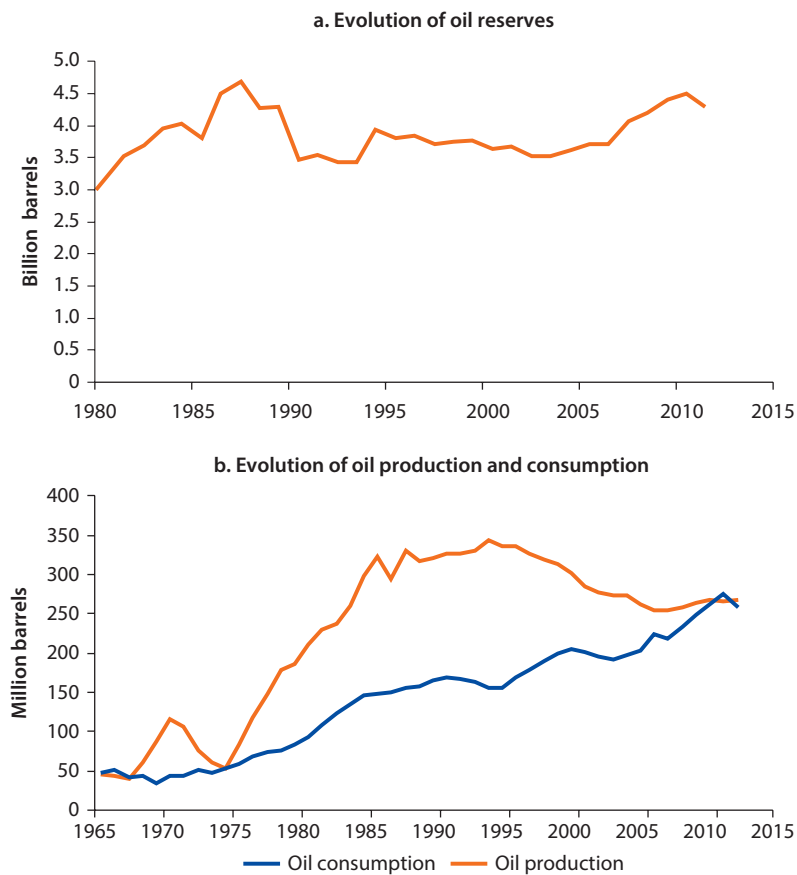 a. Evolution of oil reserves
5.0
4.5
4.0
3.5
3.0
2.5
2.0
1.5
1.0
0.5
0
Billion barrels
1980 1985 1990 1995 2000 2005 2010 2015
b. Evolution of oil production and consumption
400
350
300
250
200
150
100
50
0
Million barrels
1965 1970 1975 1980 1985 1990 1995 2000 2005 2010 2015
Oil consumption Oil production